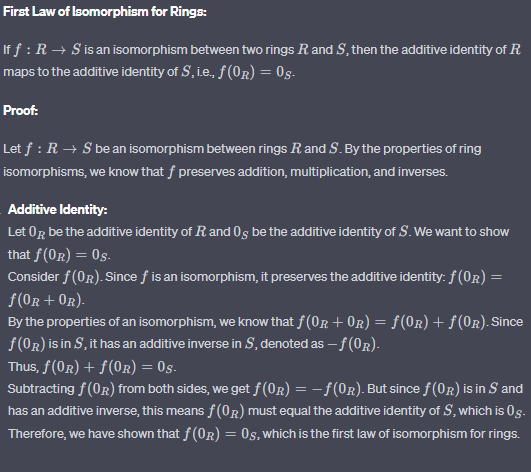 First Law of Isomorphism for Rings:
If f : R → S is an isomorphism between two rings R and S, then the additive identity of R
maps to the additive identity of S, i.e., f(0_R) = 0_S.
Proof:
Let f : R → S be an isomorphism between rings R and S. By the properties of ring
isomorphisms, we know that f preserves addition, multiplication, and inverses.
Additive Identity:
Let 0_R be the additive identity of R and 0_S be the additive identity of S. We want to show
that f(0_R) = 0_S.
Consider f(0_R). Since f is an isomorphism, it preserves the additive identity: f(0_R) =
f(0_R + 0_R).
By the properties of an isomorphism, we know that f(0_R + 0_R) = f(0_R) + f(0_R). Since
f(0_R) is in S, it has an additive inverse in S, denoted as −f(0_R).
Thus, f(0_R) + f(0_R) = 0_S.
Subtracting f(0_R) from both sides, we get f(0_R) = −f(0_R). But since f(0_R) is in S and
has an additive inverse, this means f(0_R) must equal the additive identity of S, which is 0_S.
Therefore, we have shown that f(0_R) = 0_S, which is the first law of isomorphism for rings.